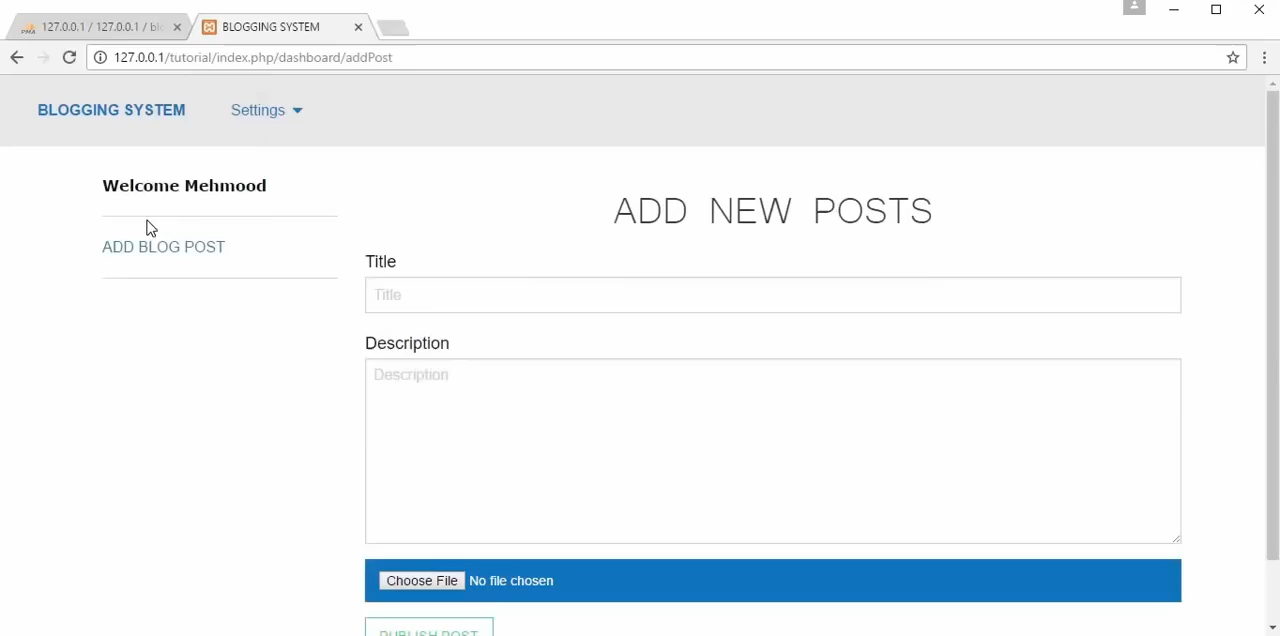 127.0.0.1 / 127.0.0.1 / bl
BLOGGING SYSTEM
127.0.0.1/tutorial/index.php/dashboard/addPost
BLOGGING SYSTEM
Settings
Welcome Mehmood
ADD BLOG POST
ADD NEW POSTS
Title
Title
Description
Description
Choose File No file chosen
PUBLISH POST